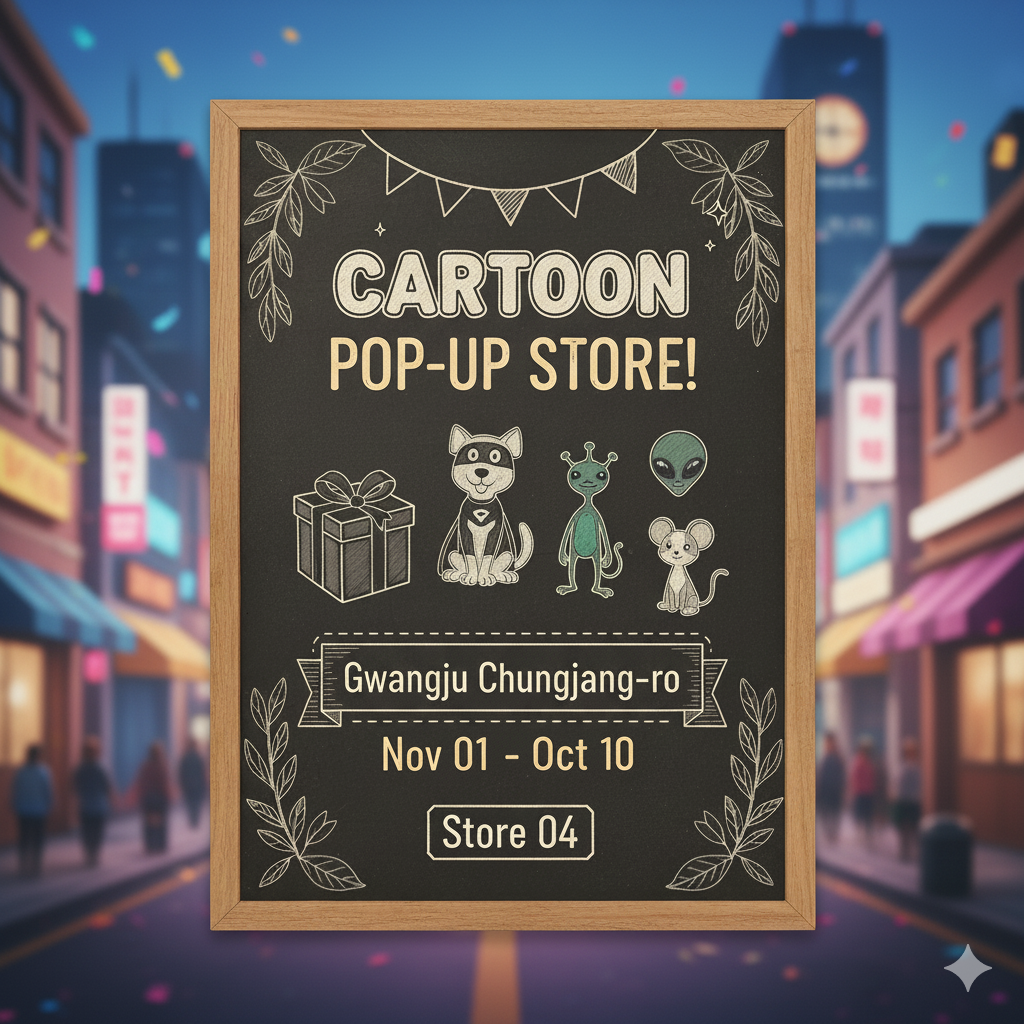 CARTOON
POP-UP STORE!
Gwangju Chungjang-ro
Nov 01 - Oct 10
Store 04